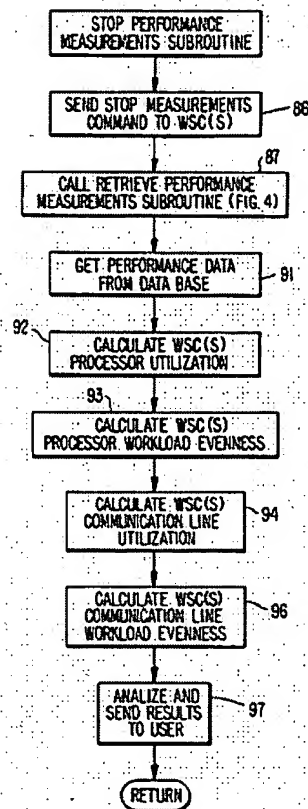 STOP PERFORMANCE
MEASUREMENTS SUBROUTINE
SEND STOP MEASUREMENTS
COMMAND TO WSC(S)
86
87
CALL RETRIEVE PERFORMANCE
MEASUREMENTS SUBROUTINE (FIG. 4)
GET PERFORMANCE DATA
FROM DATA BASE
91
92
CALCULATE WSC(S)
PROCESSOR UTILIZATION
93
CALCULATE WSC(S)
PROCESSOR WORKLOAD EVENNESS
CALCULATE WSC(S)
COMMUNICATION LINE
UTILIZATION
94
CALCULATE WSC(S)
COMMUNICATION LINE
WORKLOAD EVENNESS
96
ANALIZE AND
SEND RESULTS
TO USER
97
RETURN